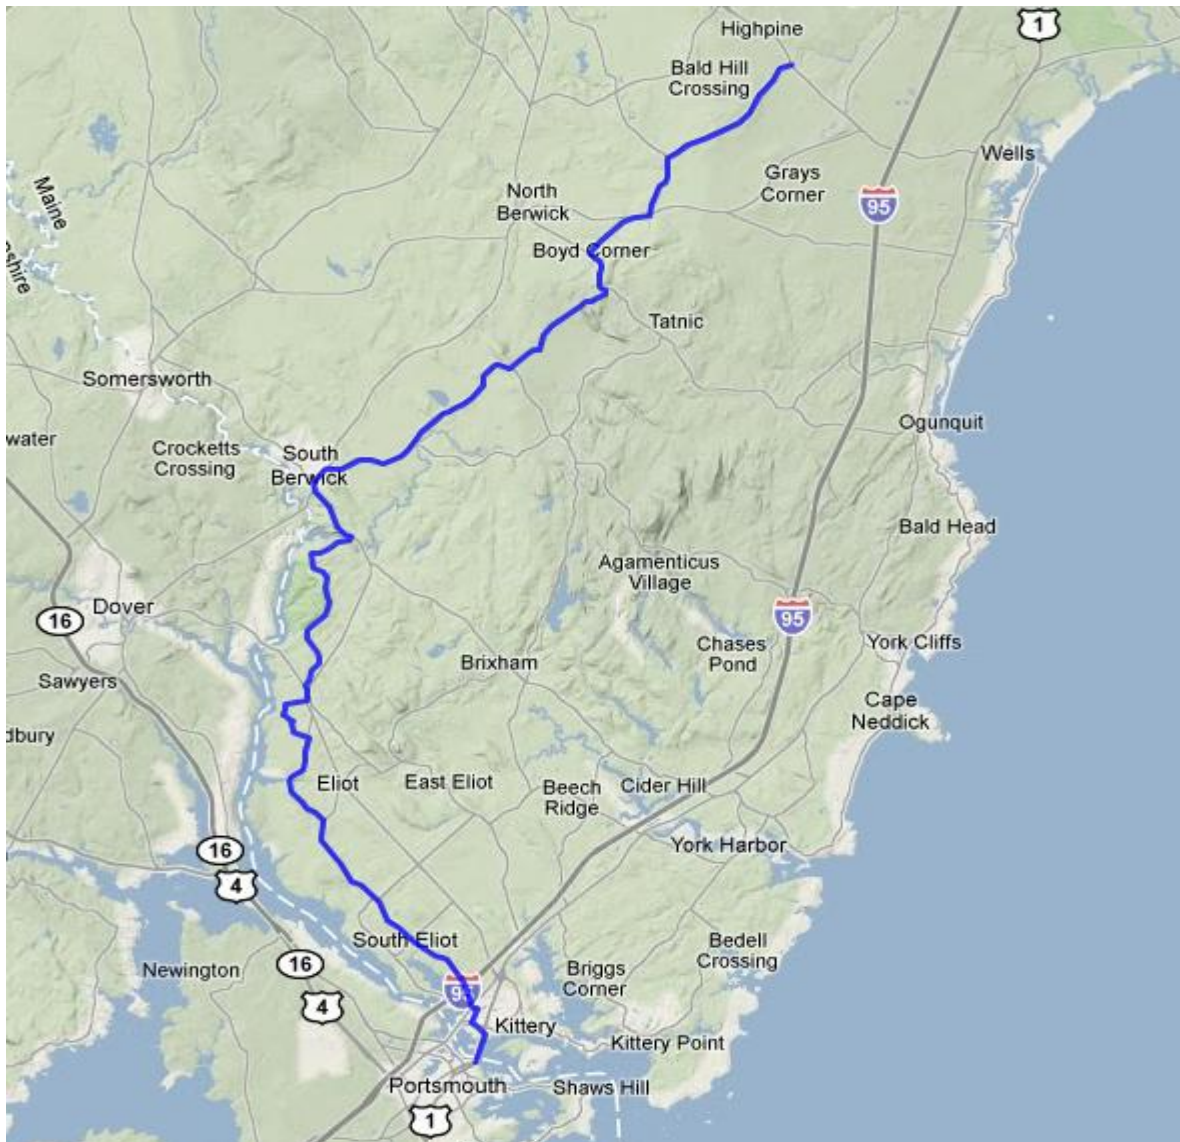 1
Highpine
Bald Hill
Crossing
Wells
Maine
Grays
Corner
North
Berwick
95
shire
Boyd Corner
Tatnic
Somersworth
Ogunquit
water
Crocketts
Crossing
South
Berwick
Bald Head
Agamenticus
Village
Dover
16
95
Chases
Pond
York Cliffs
Brixham
Sawyers
Cape
Neddick
dbury
Eliot
East Eliot
Beech
Ridge
Cider Hill
York Harbor
16
4
South Eliot
Bedell
Crossing
Newington
16
Briggs
Corner
95
4
Kittery
Kittery Point
Portsmouth
Shaws Hill
1